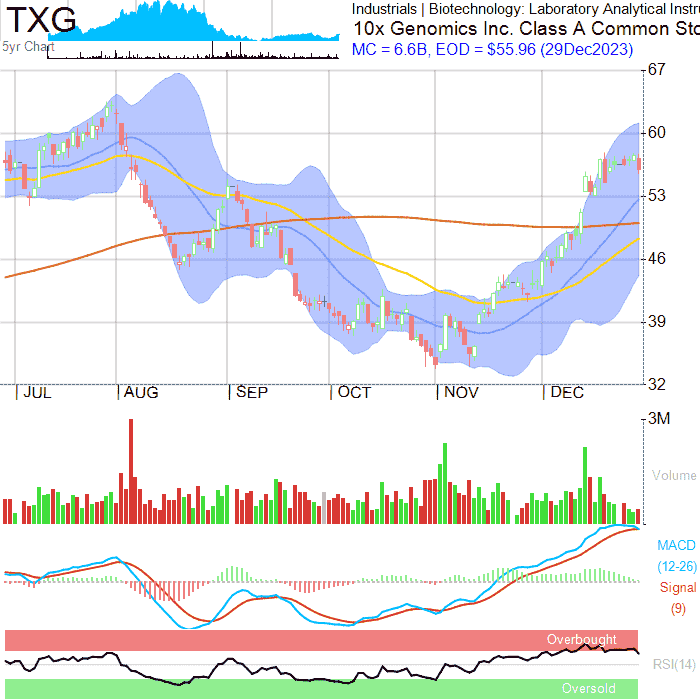 TXG
5yr Chart
Industrials | Biotechnology: Laboratory Analytical Instru
10x Genomics Inc. Class A Common Sto
MC = 6.6B, EOD = $55.96 (29Dec2023)
67
60
53
46
39
32
JUL AUG SEP OCT NOV DEC
3M
Volume
MACD
(12-26)
Signal
(9)
Overbought
RSI(14)
Oversold